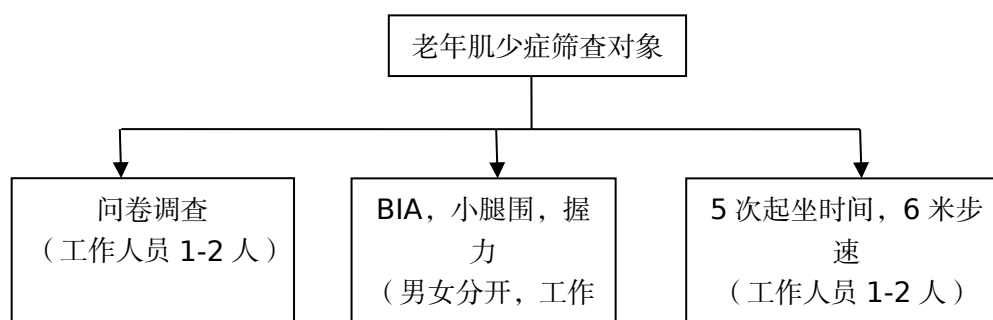 老年肌少症筛查对象
问卷调查
（工作人员 1-2 人）
BIA，小腿围，握
力
（男女分开，工作
5 次起坐时间，6 米步
速
（工作人员 1-2 人）